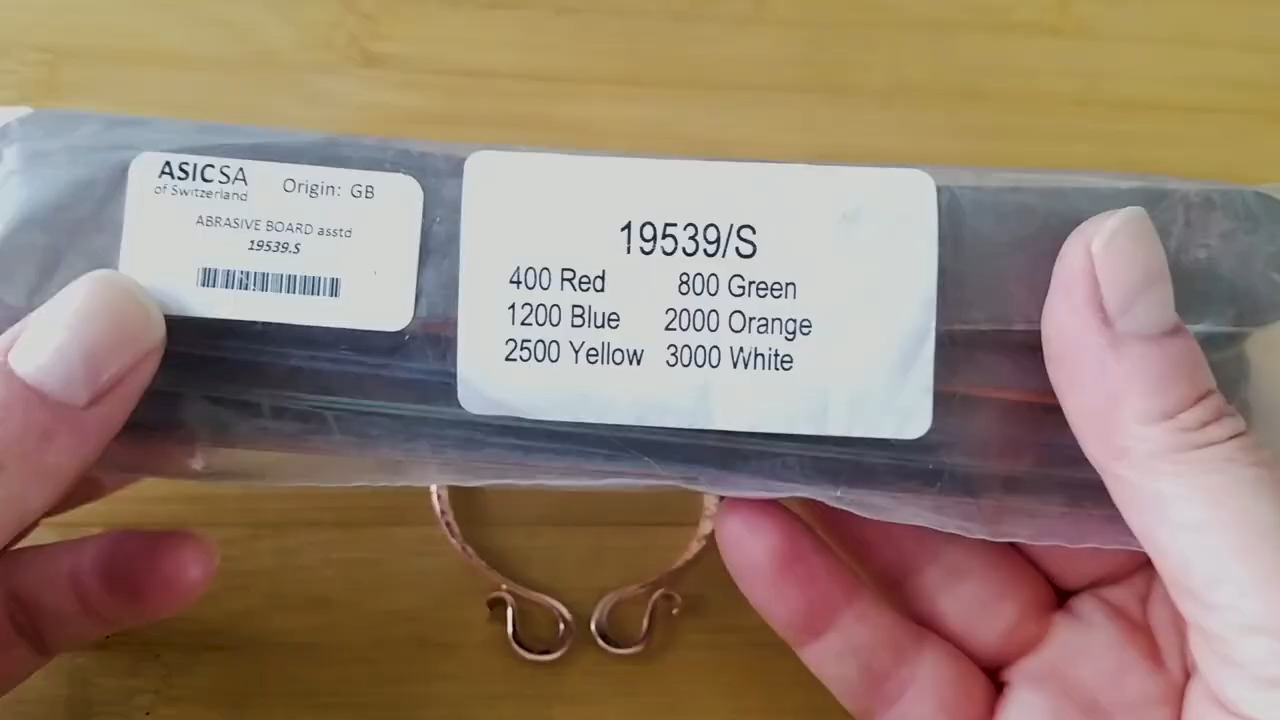 ASICSA
of Switzerland
Origin: GB
ABRASIVE BOARD asstd
19539.S
19539/S
400 Red 800 Green
1200 Blue 2000 Orange
2500 Yellow 3000 White